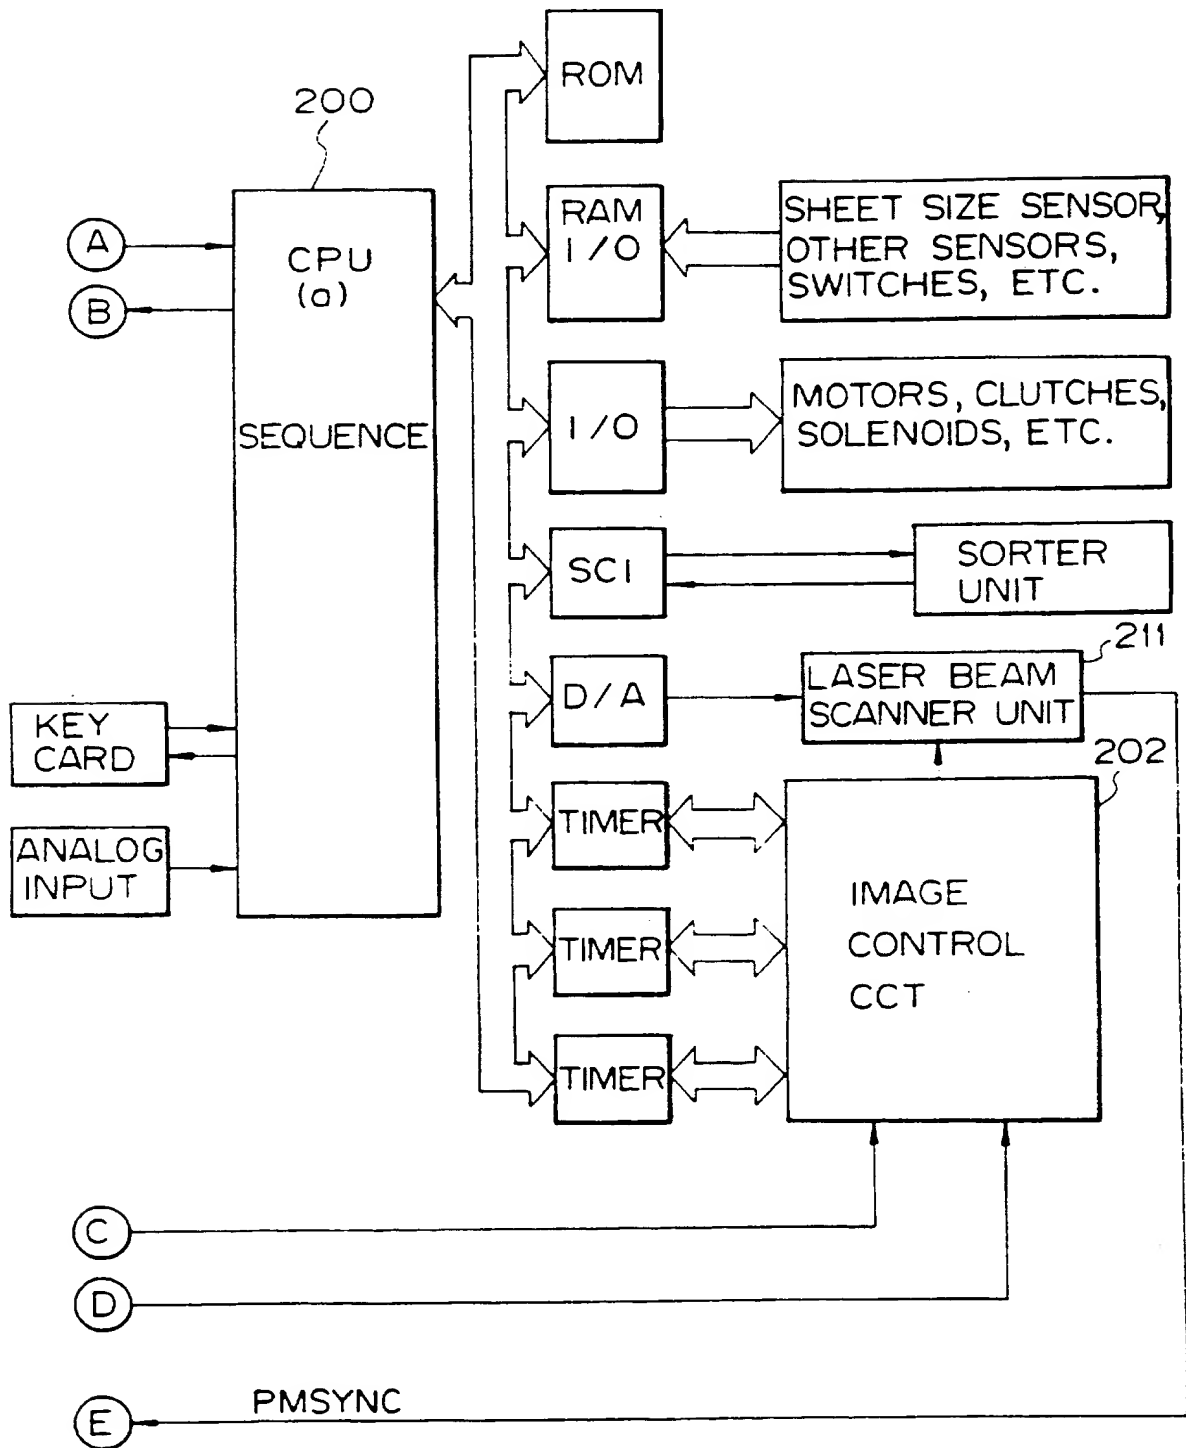 ROM
200
RAM
I/O
SHEET SIZE SENSOR,
OTHER SENSORS,
SWITCHES, ETC.
A
CPU
(a)
B
SEQUENCE
I/O
MOTORS, CLUTCHES,
SOLENOIDS, ETC.
SCI
SORTER
UNIT
211
D/A
LASER BEAM
SCANNER UNIT
KEY
CARD
202
TIMER
ANALOG
INPUT
IMAGE
CONTROL
CCT
TIMER
TIMER
C
D
PMSYNC
E